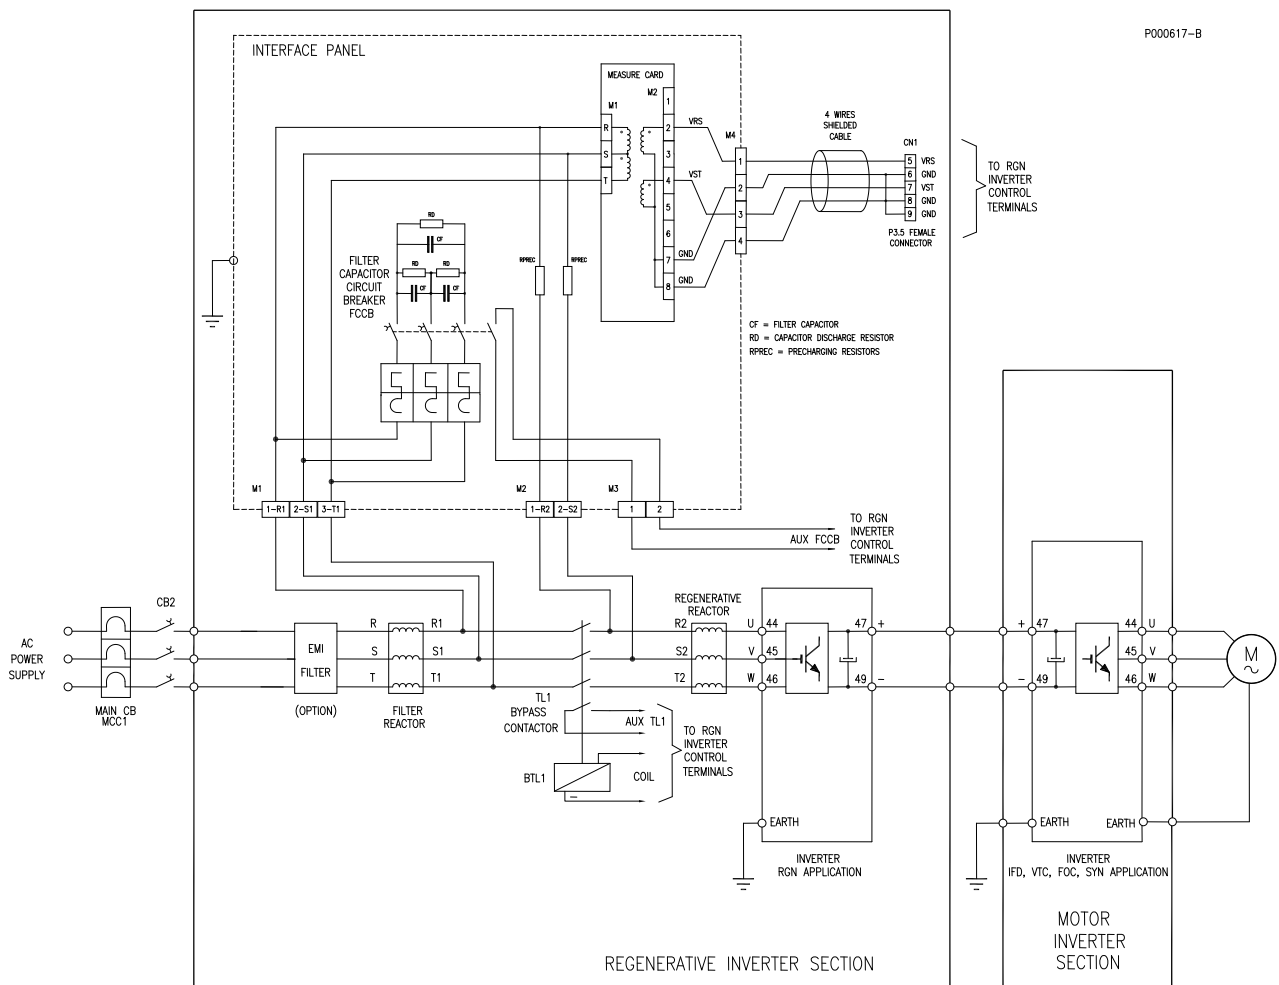 P000617-B
INTERFACE PANEL
MEASURE CARD
M2
M1
1
2
3
4
5
6
7
8
R
S
T
VRS
VST
GND
GND
M4
1
2
3
4
4 WIRES
SHIELDED
CABLE
CN1
5 VRS
6 GND
7 VST
8 GND
9 GND
P3.5 FEMALE
CONNECTOR
TO RGN
INVERTER
CONTROL
TERMINALS
RD
CF
RD
RD
CF
CF
FILTER
CAPACITOR
CIRCUIT
BREAKER
FCCB
RPREC
RPREC
CF = FILTER CAPACITOR
RD = CAPACITOR DISCHARGE RESISTOR
RPREC = PRECHARGING RESISTORS
M1
1-R1
2-S1
3-T1
M2
1-R2
2-S2
M3
1
2
AUX FCCB
TO RGN
INVERTER
CONTROL
TERMINALS
AC
POWER
SUPPLY
MAIN CB
MCC1
CB2
EMI
FILTER
(OPTION)
R
S
T
R1
S1
T1
FILTER
REACTOR
TL1
BYPASS
CONTACTOR
AUX TL1
BTL1
COIL
TO RGN
INVERTER
CONTROL
TERMINALS
REGENERATIVE
REACTOR
R2
S2
T2
U
V
W
44
45
46
47
49
+
−
EARTH
INVERTER
RGN APPLICATION
+
−
47
49
44
45
46
U
V
W
M
~
EARTH
EARTH
INVERTER
IFD, VTC, FOC, SYN APPLICATION
REGENERATIVE INVERTER SECTION
MOTOR
INVERTER
SECTION